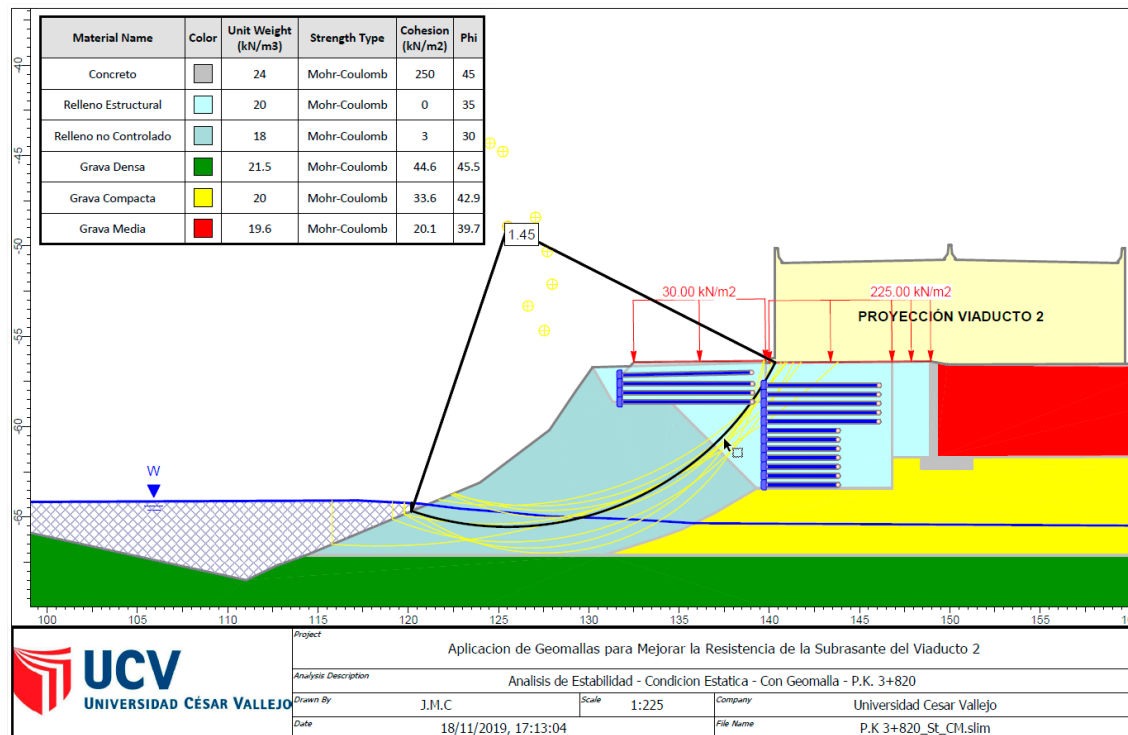 Material Name Color Unit Weight (kN/m3) Strength Type Cohesion (kN/m2) Phi
Concreto 24 Mohr-Coulomb 250 45
Relleno Estructural 20 Mohr-Coulomb 0 35
Relleno no Controlado 18 Mohr-Coulomb 3 30
Grava Densa 21.5 Mohr-Coulomb 44.6 45.5
Grava Compacta 20 Mohr-Coulomb 33.6 42.9
Grava Media 19.6 Mohr-Coulomb 20.1 39.7
-40
-45
-50
-55
-60
-65
1.45
30.00 kN/m2
225.00 kN/m2
PROYECCIÓN VIADUCTO 2
W
100 105 110 115 120 125 130 135 140 145 150 155
UCV
UNIVERSIDAD CÉSAR VALLEJO
Project
Aplicacion de Geomallas para Mejorar la Resistencia de la Subrasante del Viaducto 2
Analysis Description
Analisis de Estabilidad - Condicion Estatica - Con Geomalla - P.K. 3+820
Drawn By J.M.C Scale 1:225 Company Universidad Cesar Vallejo
Date 18/11/2019, 17:13:04 File Name P.K 3+820_St_CM.slim